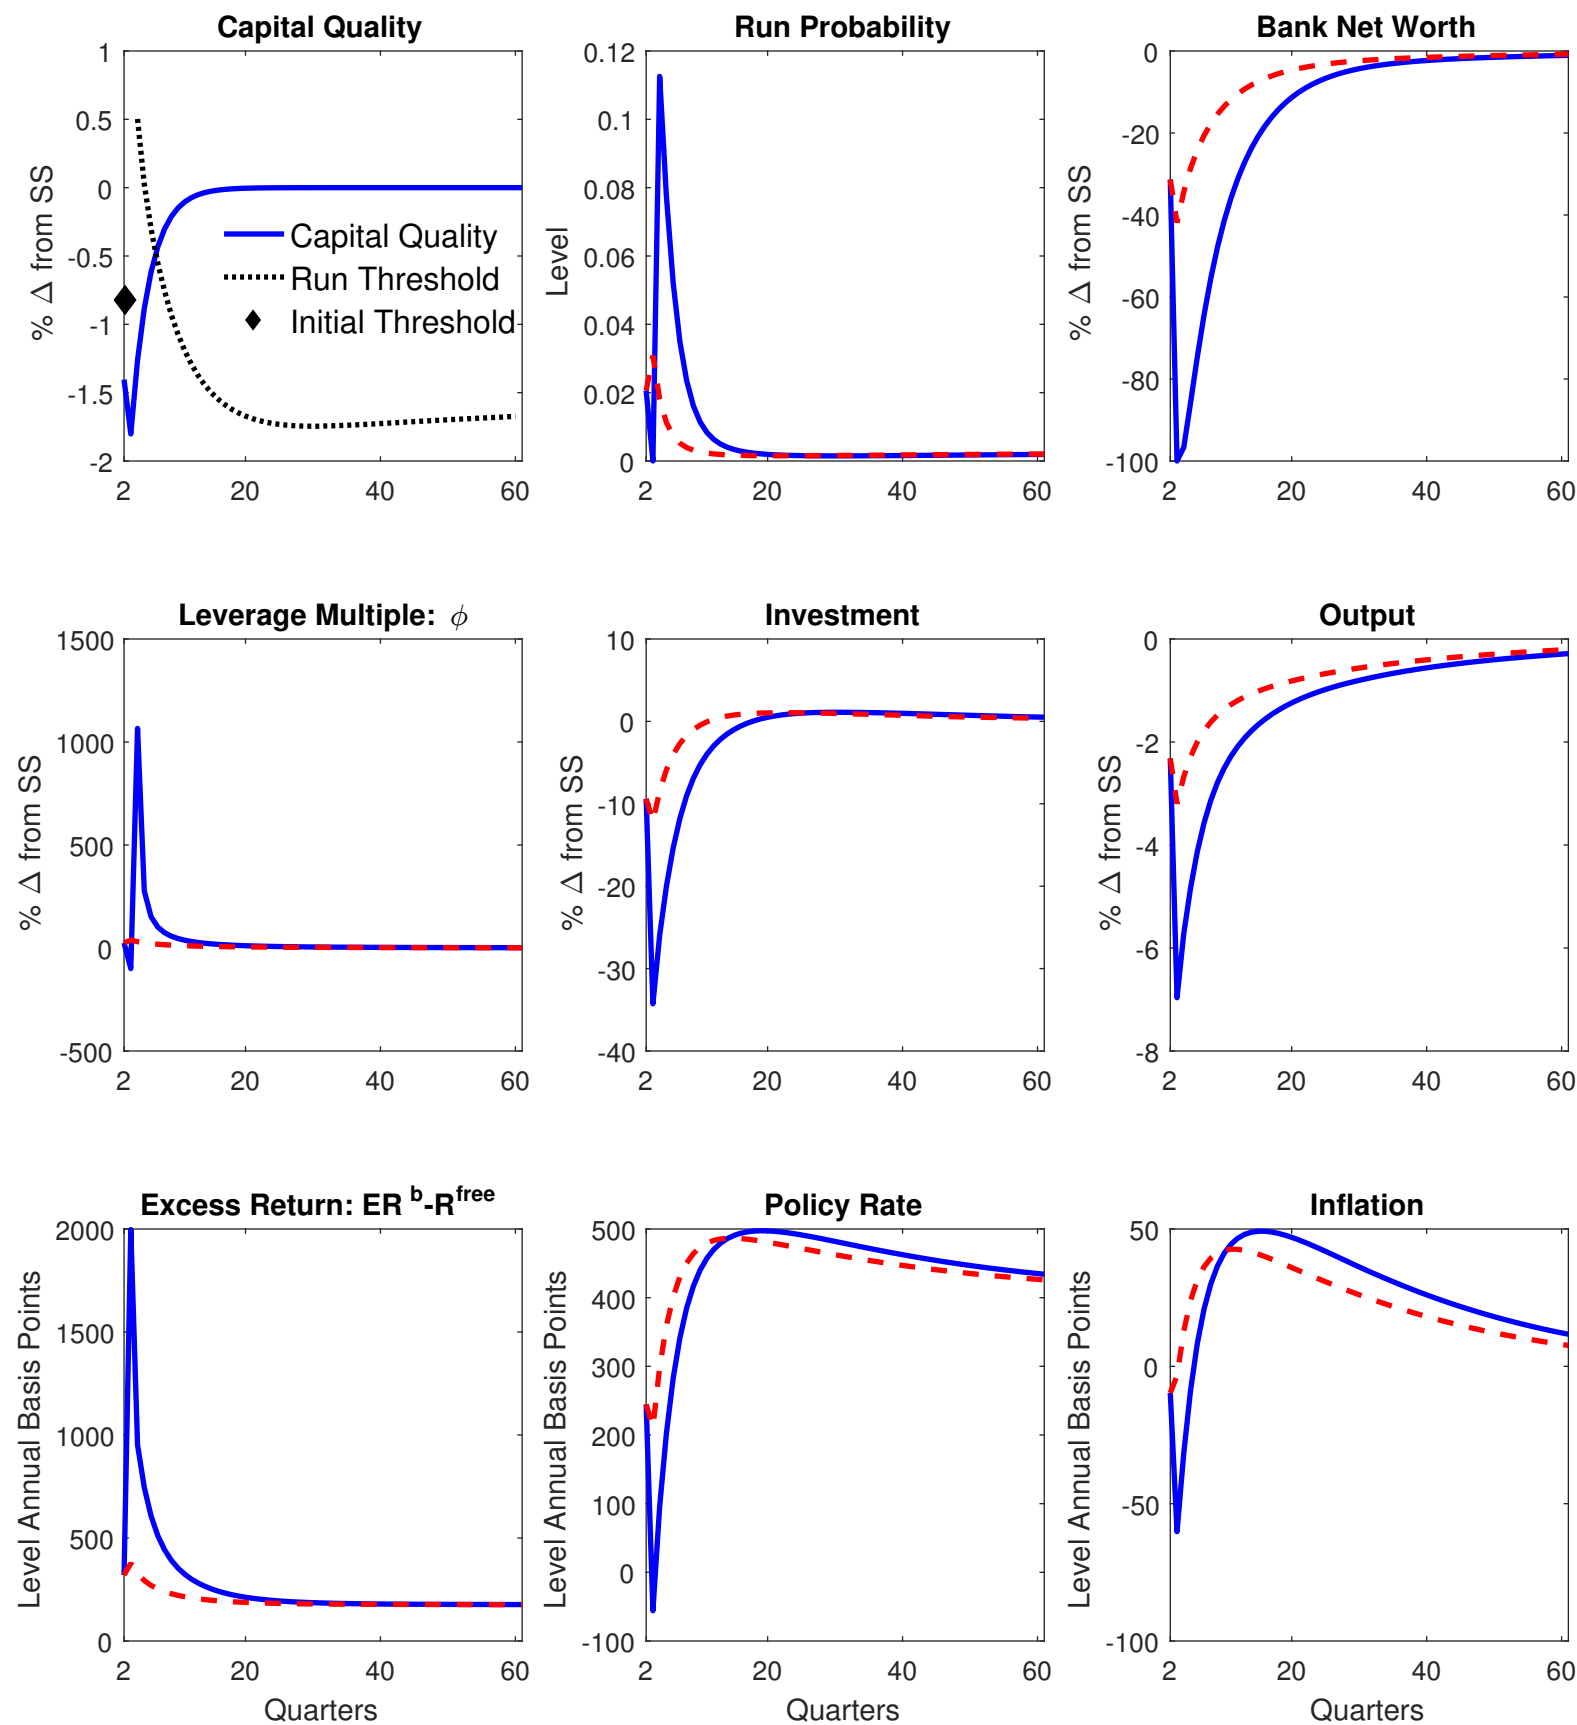 Capital Quality
1
0.5
0
-0.5
-1
-1.5
-2
% Δ from SS
Capital Quality
Run Threshold
Initial Threshold
2 20 40 60
Run Probability
0.12
0.1
0.08
0.06
0.04
0.02
0
Level
2 20 40 60
Bank Net Worth
0
-20
-40
-60
-80
-100
% Δ from SS
2 20 40 60
Leverage Multiple: ϕ
1500
1000
500
0
-500
% Δ from SS
2 20 40 60
Investment
10
0
-10
-20
-30
-40
% Δ from SS
2 20 40 60
Output
0
-2
-4
-6
-8
% Δ from SS
2 20 40 60
Excess Return: ER b-Rfree
2000
1500
1000
500
0
Level Annual Basis Points
2 20 40 60
Quarters
Policy Rate
500
400
300
200
100
0
-100
Level Annual Basis Points
2 20 40 60
Quarters
Inflation
50
0
-50
-100
Level Annual Basis Points
2 20 40 60
Quarters